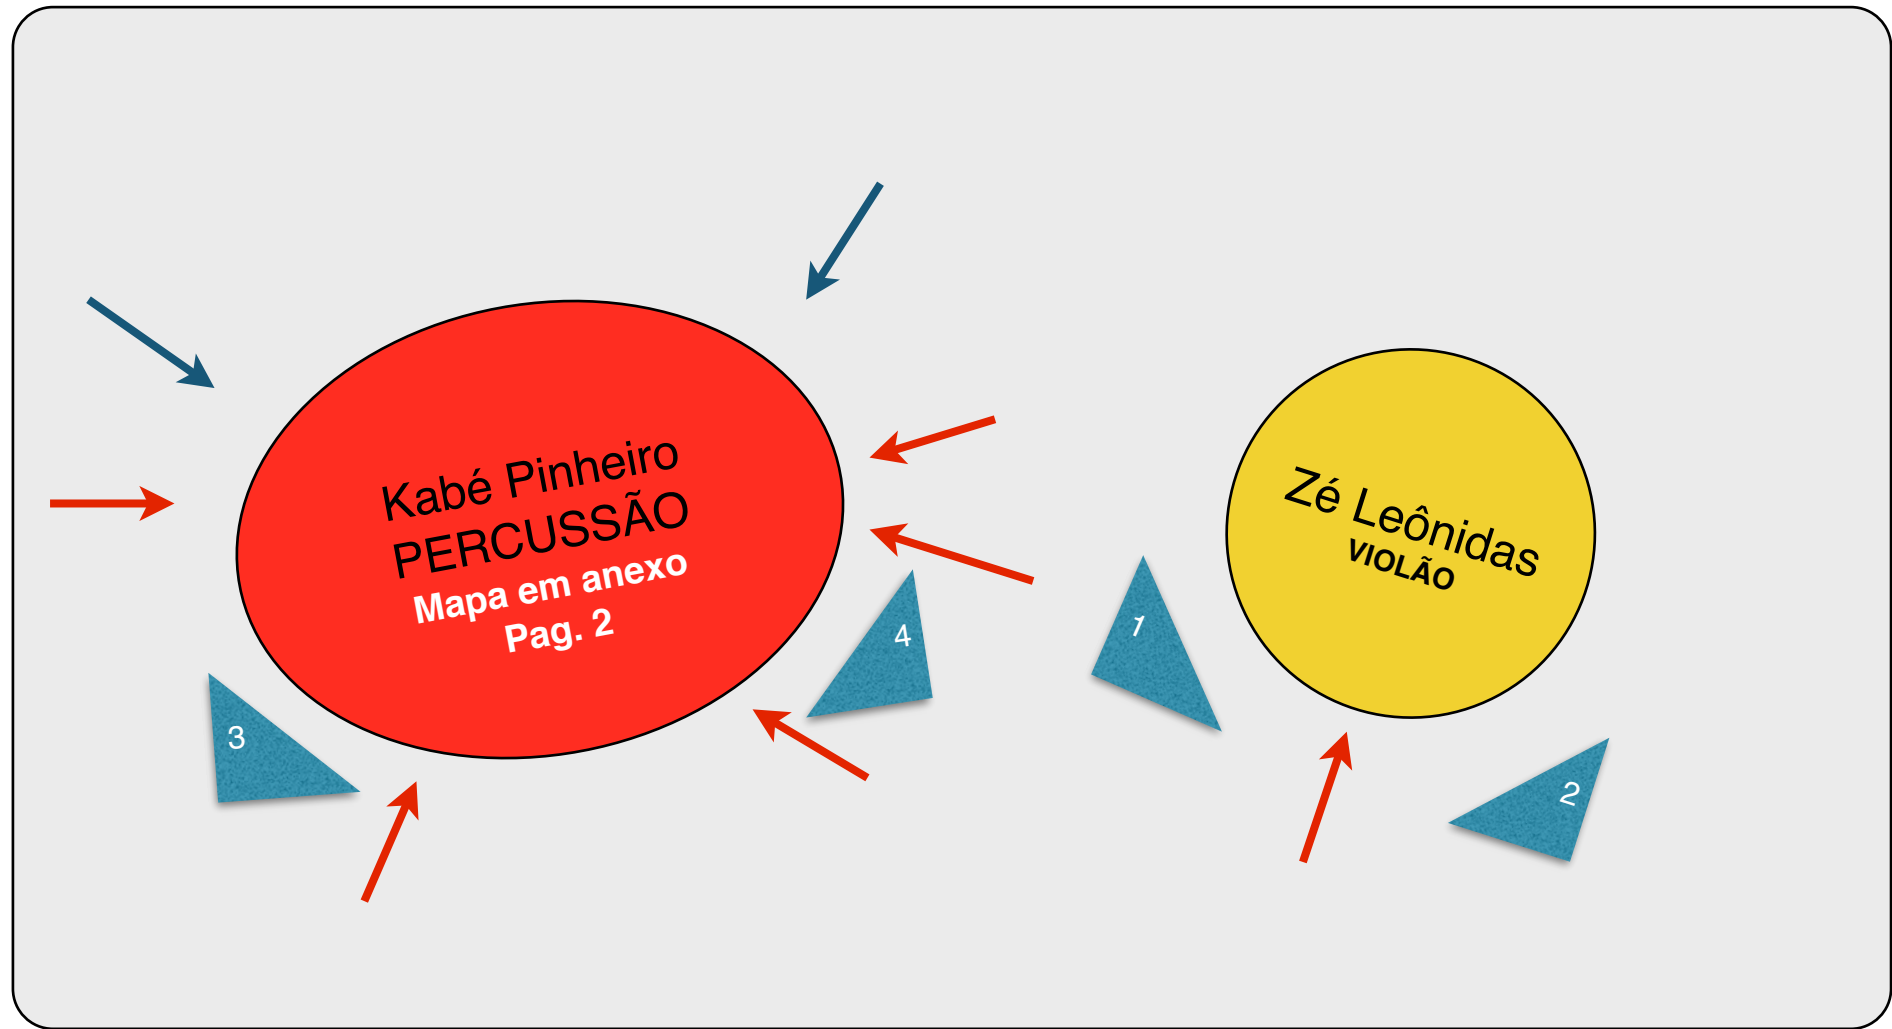 Kabé Pinheiro
PERCUSSÃO
Mapa em anexo
Pag. 2
Zé Leônidas
VIOLÃO
3
4
1
2